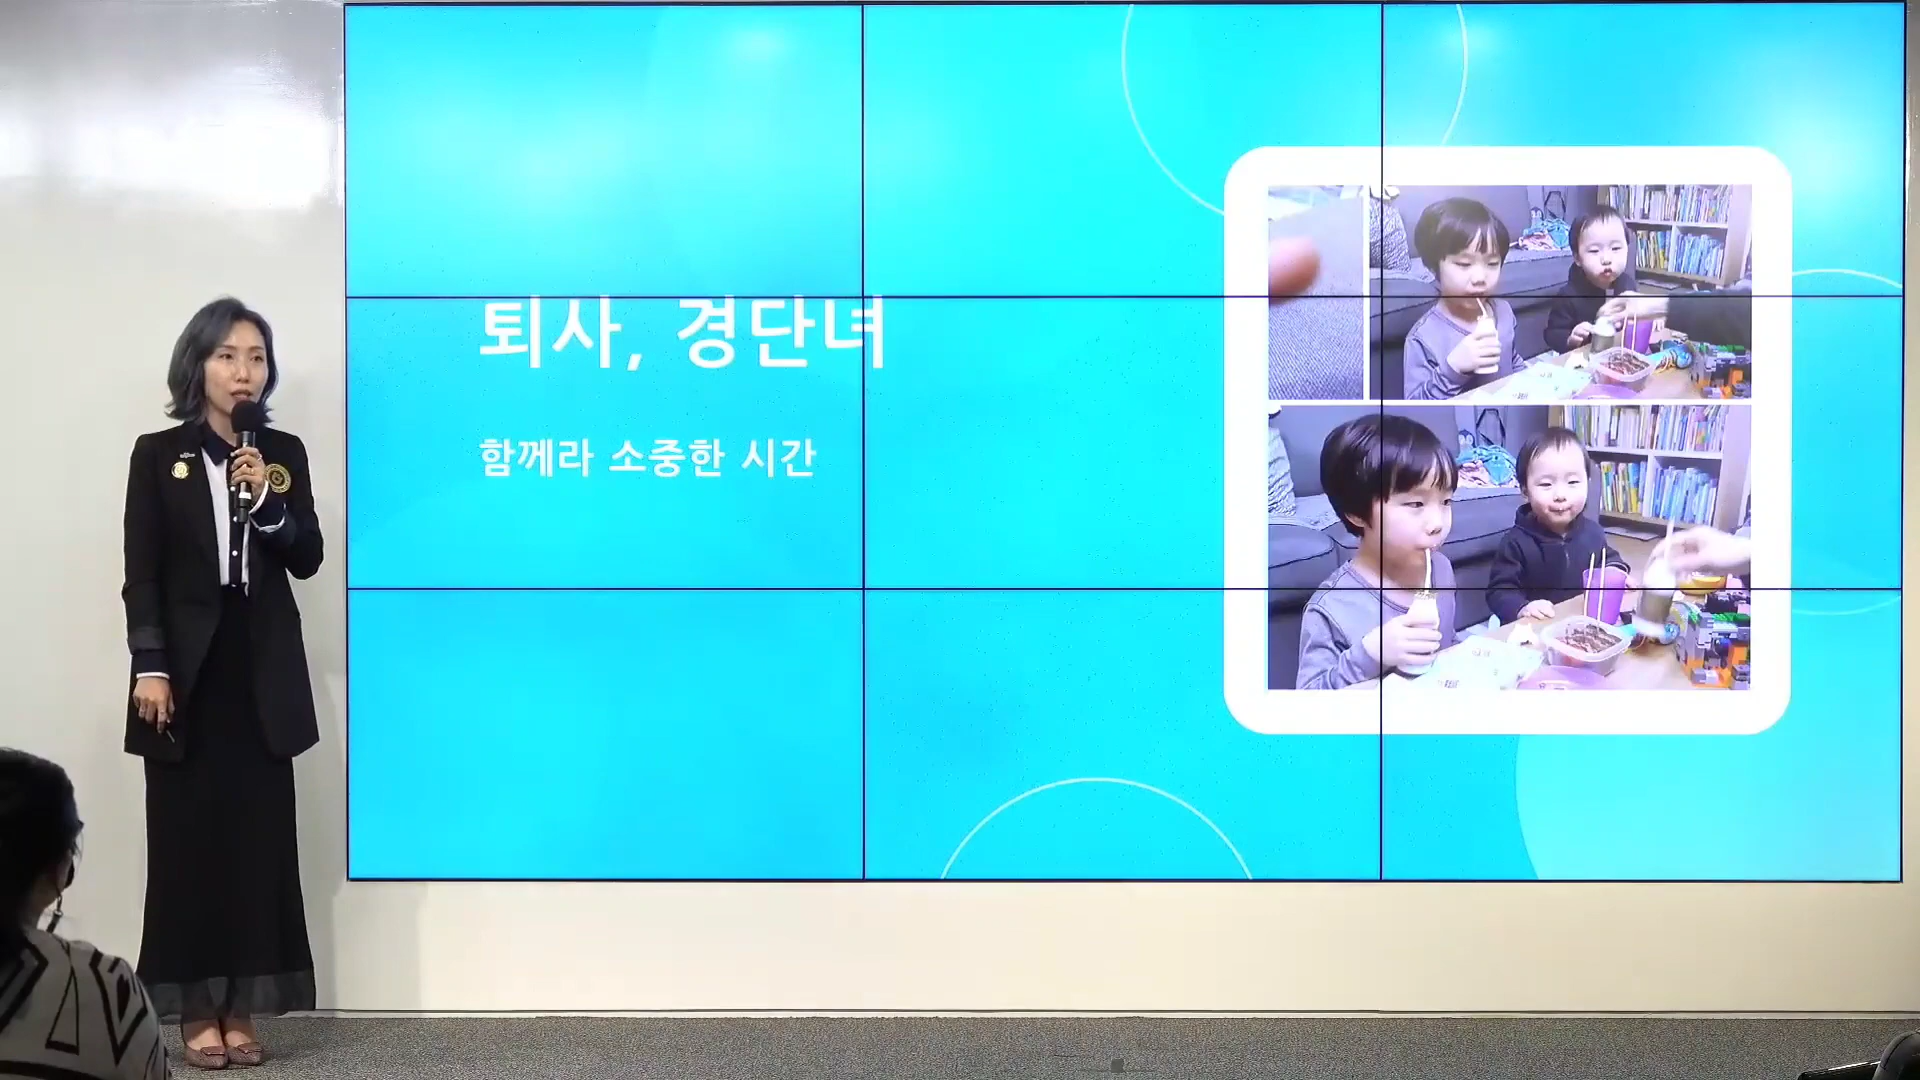 퇴사, 경단녀
함께라 소중한 시간